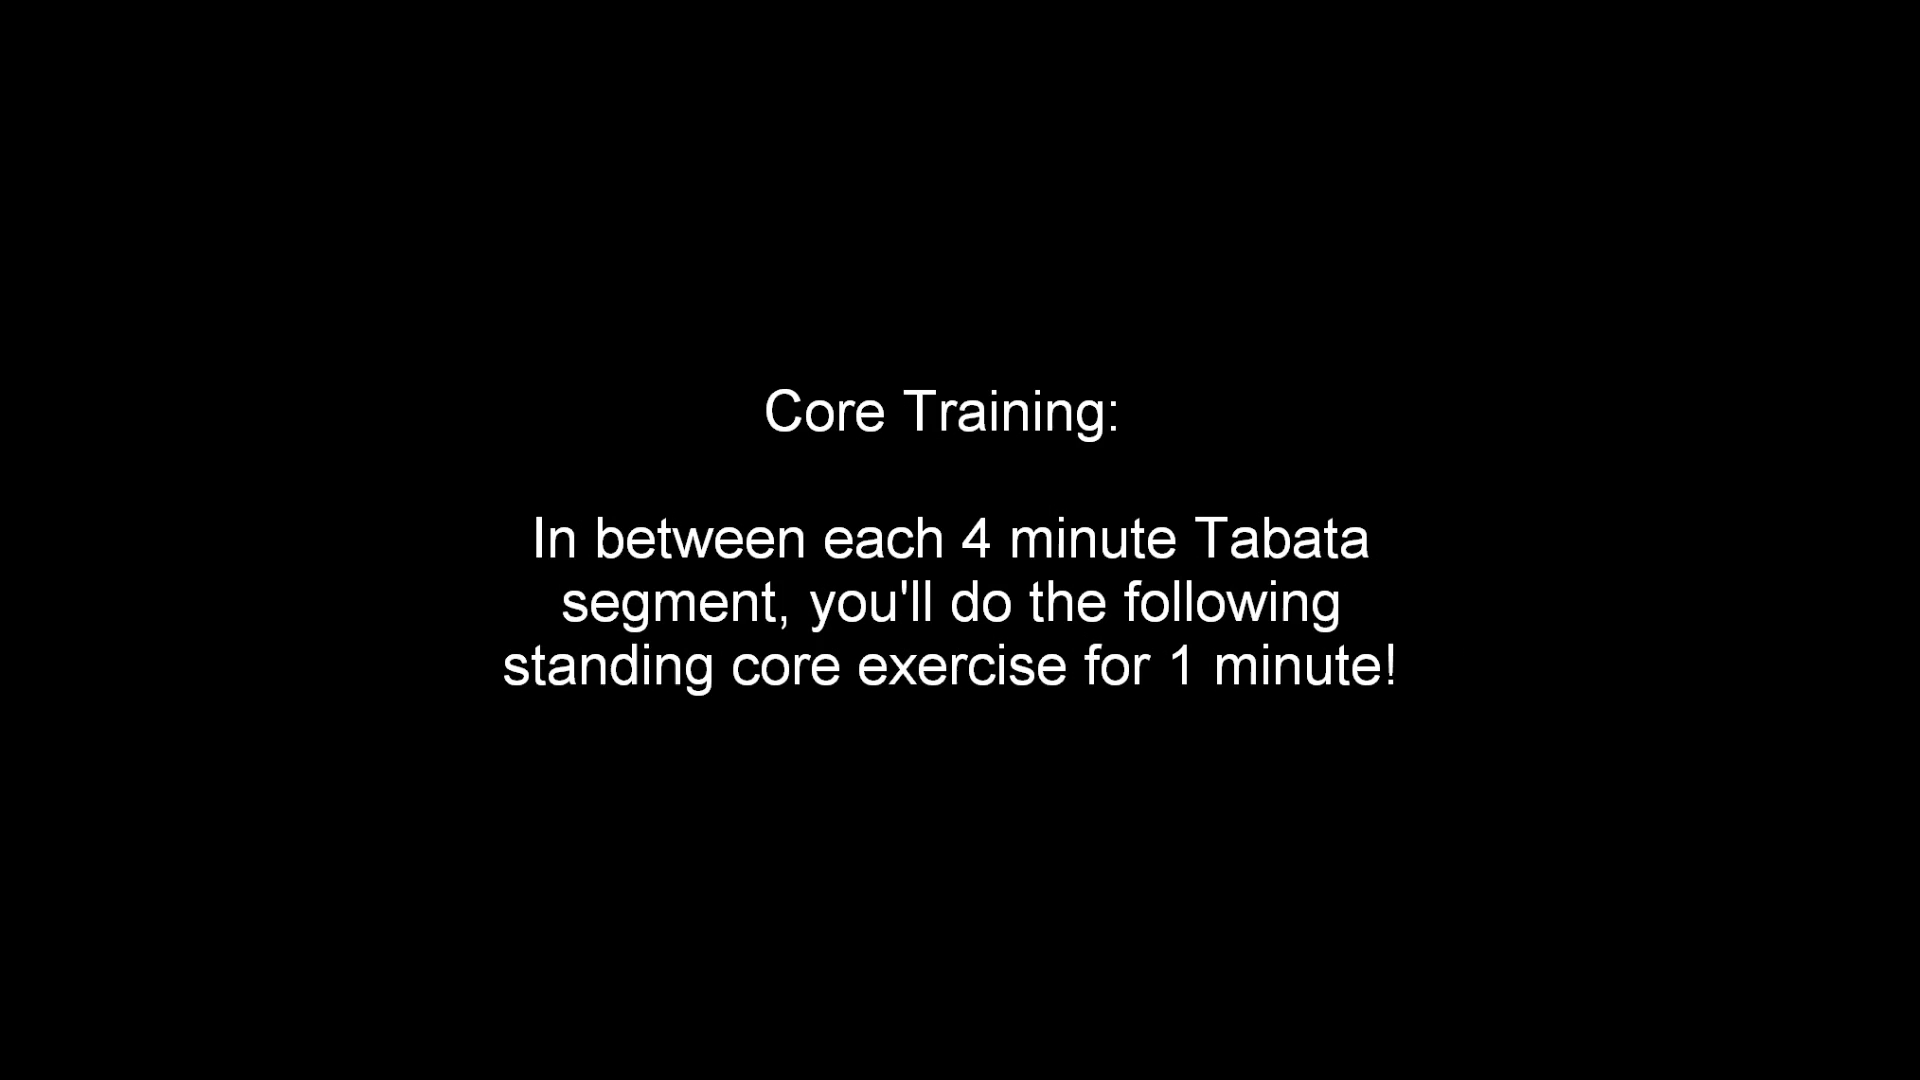 Core Training:
In between each 4 minute Tabata
segment, you'll do the following
standing core exercise for 1 minute!